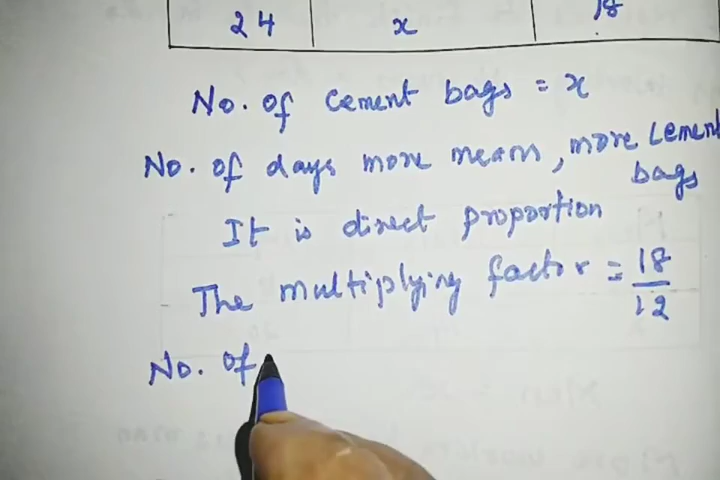 24 x 18
No. of cement bags = x
No. of days more means, more cement
bags
It is direct proportion
The multiplying factor = 18/12
No. of